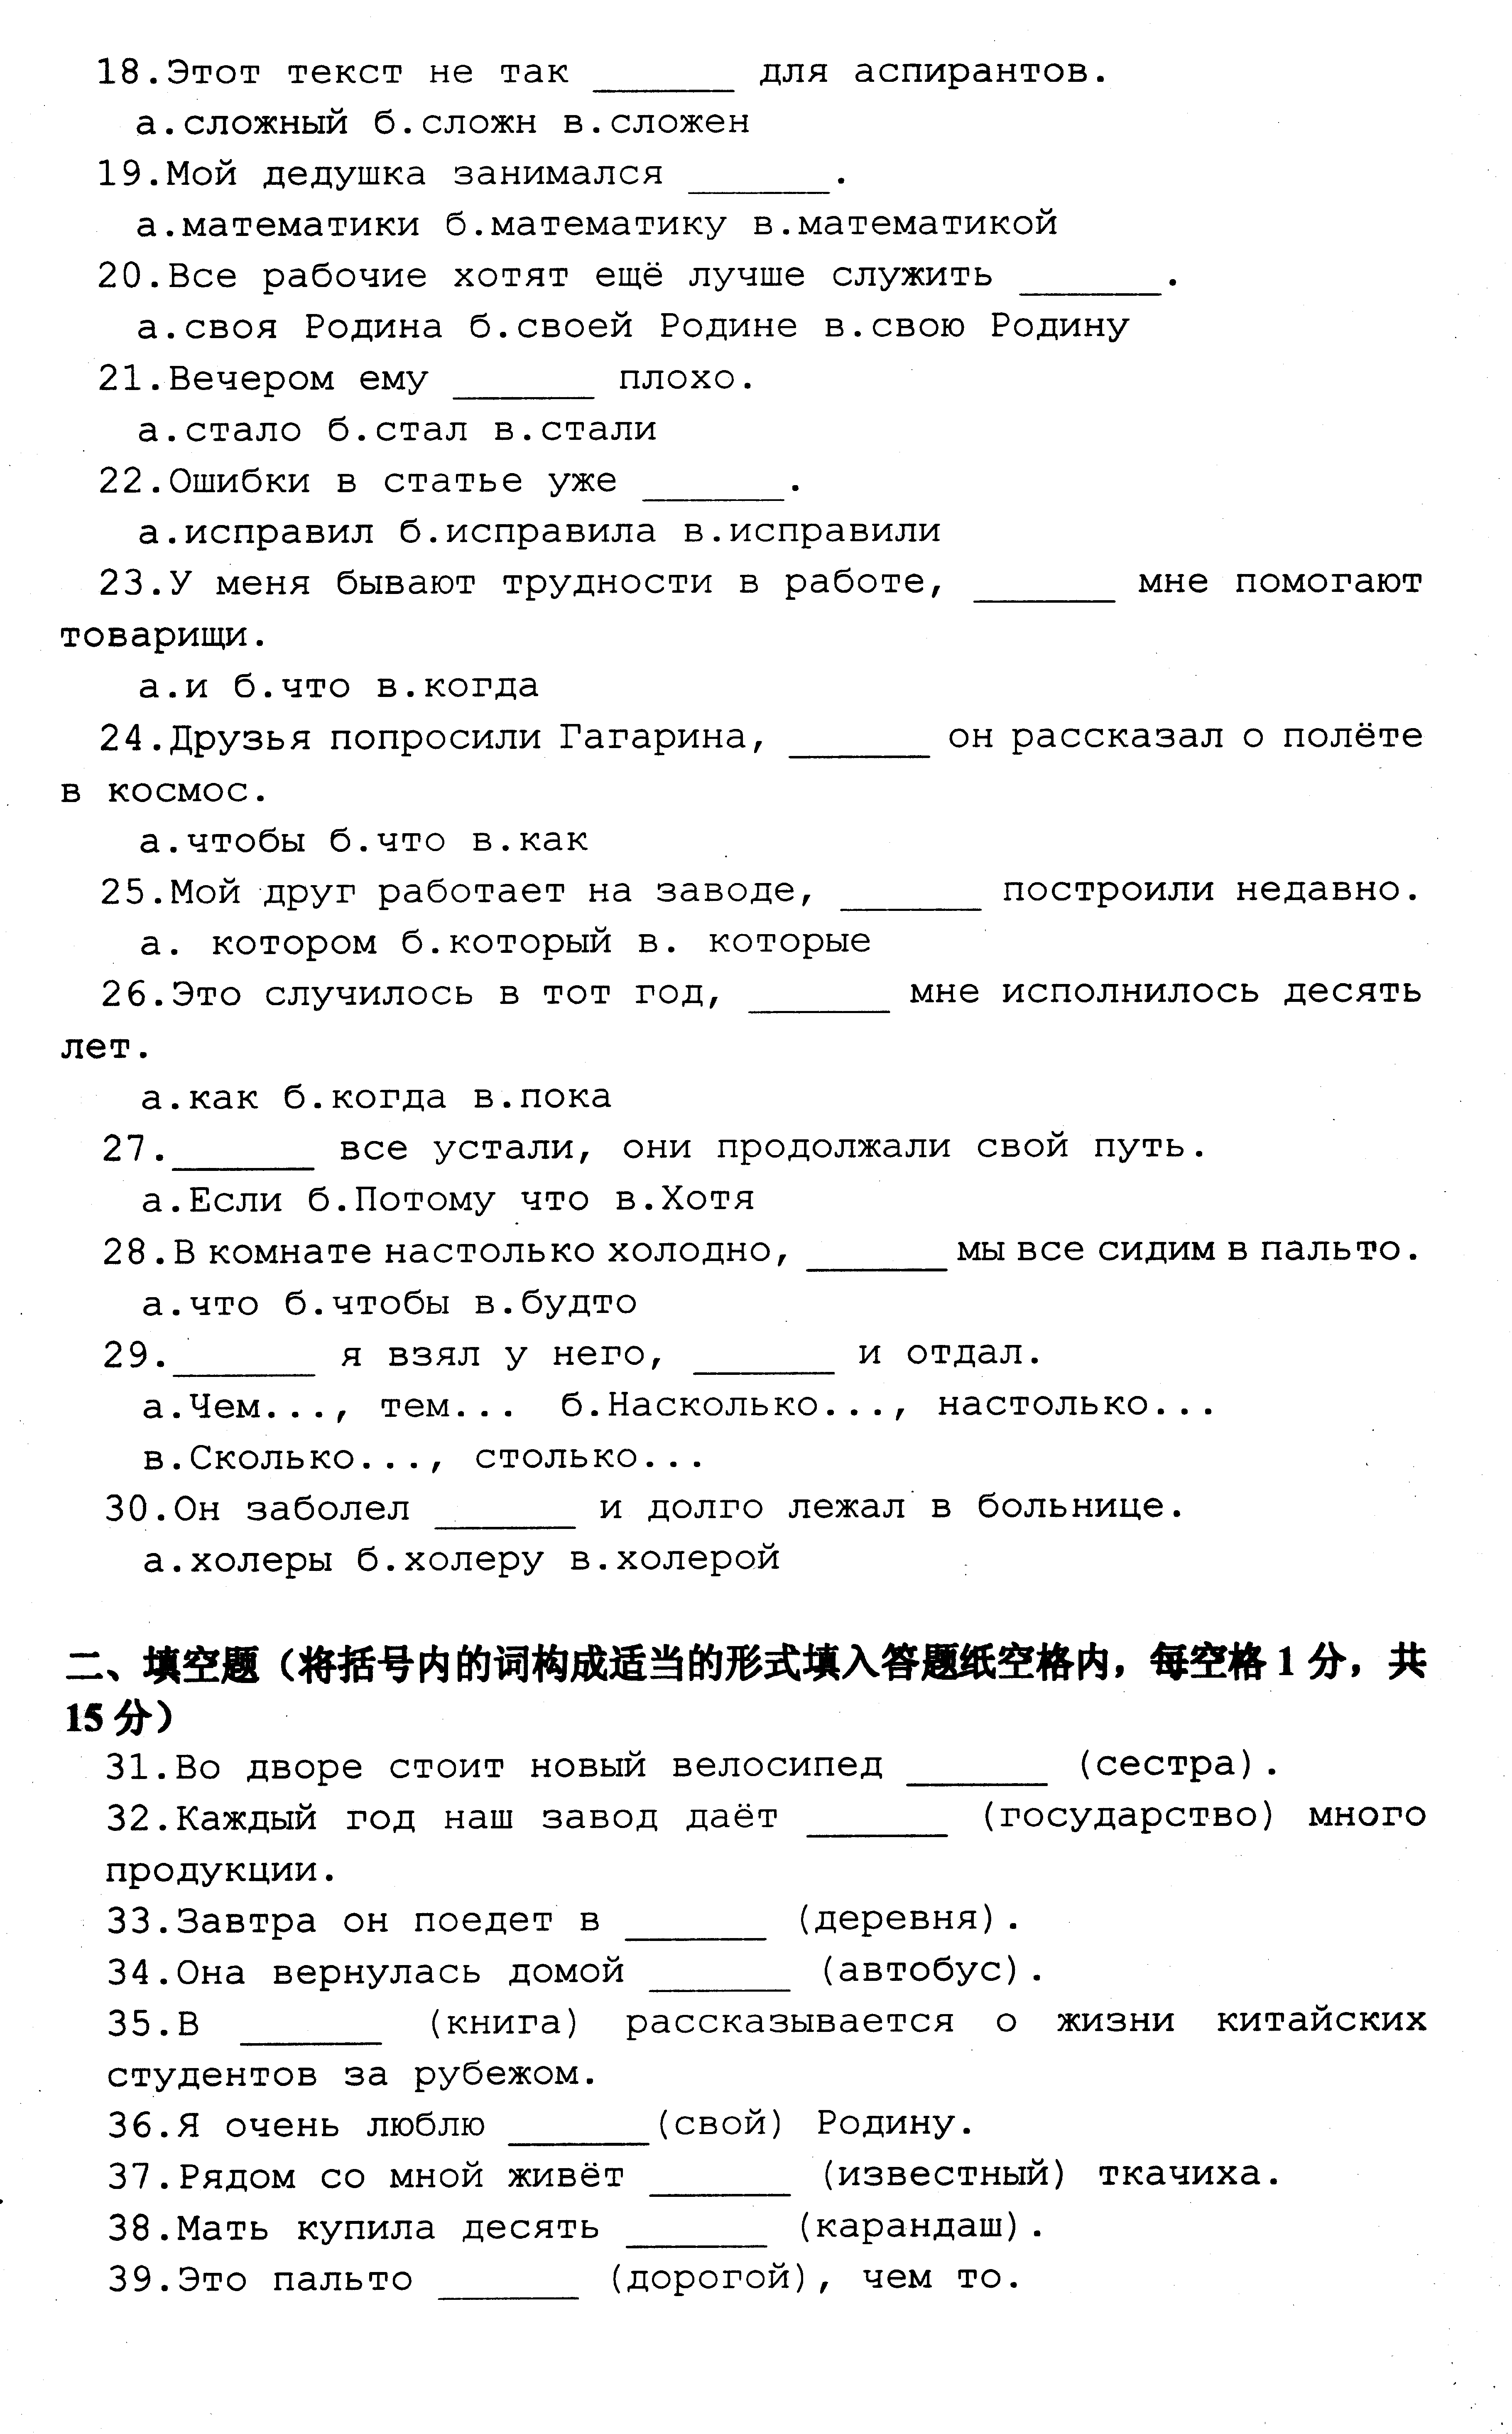 18.Этот текст не так ______ для аспирантов.
а.сложный б.сложн в.сложен
19.Мой дедушка занимался ______.
а.математики б.математику в.математикой
20.Все рабочие хотят ещё лучше служить ______.
а.своя Родина б.своей Родине в.свою Родину
21.Вечером ему ______ плохо.
а.стало б.стал в.стали
22.Ошибки в статье уже ______.
а.исправил б.исправила в.исправили
23.У меня бывают трудности в работе, ______ мне помогают
товарищи.
а.и б.что в.когда
24.Друзья попросили Гагарина, ______ он рассказал о полёте
в космос.
а.чтобы б.что в.как
25.Мой друг работает на заводе, ______ построили недавно.
а. котором б.который в. которые
26.Это случилось в тот год, ______ мне исполнилось десять
лет.
а.как б.когда в.пока
27.______ все устали, они продолжали свой путь.
а.Если б.Потому что в.Хотя
28.В комнате настолько холодно, ______ мы все сидим в пальто.
а.что б.чтобы в.будто
29.______ я взял у него, ______ и отдал.
а.Чем..., тем... б.Насколько..., настолько...
в.Сколько..., столько...
30.Он заболел ______ и долго лежал в больнице.
а.холеры б.холеру в.холерой
二、填空题（将括号内的词构成适当的形式填入答题纸空格内，每空格1分，共
15分）
31.Во дворе стоит новый велосипед ______ (сестра).
32.Каждый год наш завод даёт ______ (государство) много
продукции.
33.Завтра он поедет в ______ (деревня).
34.Она вернулась домой ______ (автобус).
35.В ______ (книга) рассказывается о жизни китайских
студентов за рубежом.
36.Я очень люблю ______(свой) Родину.
37.Рядом со мной живёт ______ (известный) ткачиха.
38.Мать купила десять ______ (карандаш).
39.Это пальто ______ (дорогой), чем то.